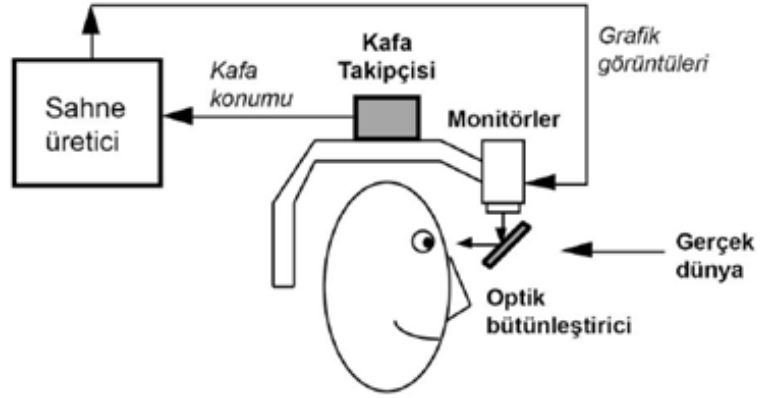 Kafa
Takipçisi
Grafik
görüntüleri
Kafa
konumu
Sahne
üretici
Monitörler
Gerçek
dünya
Optik
bütünleştirici